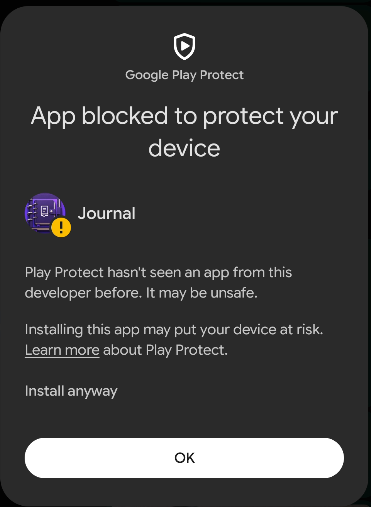 Google Play Protect
App blocked to protect your
device
Journal
Play Protect hasn't seen an app from this
developer before. It may be unsafe.
Installing this app may put your device at risk.
Learn more about Play Protect.
Install anyway
OK